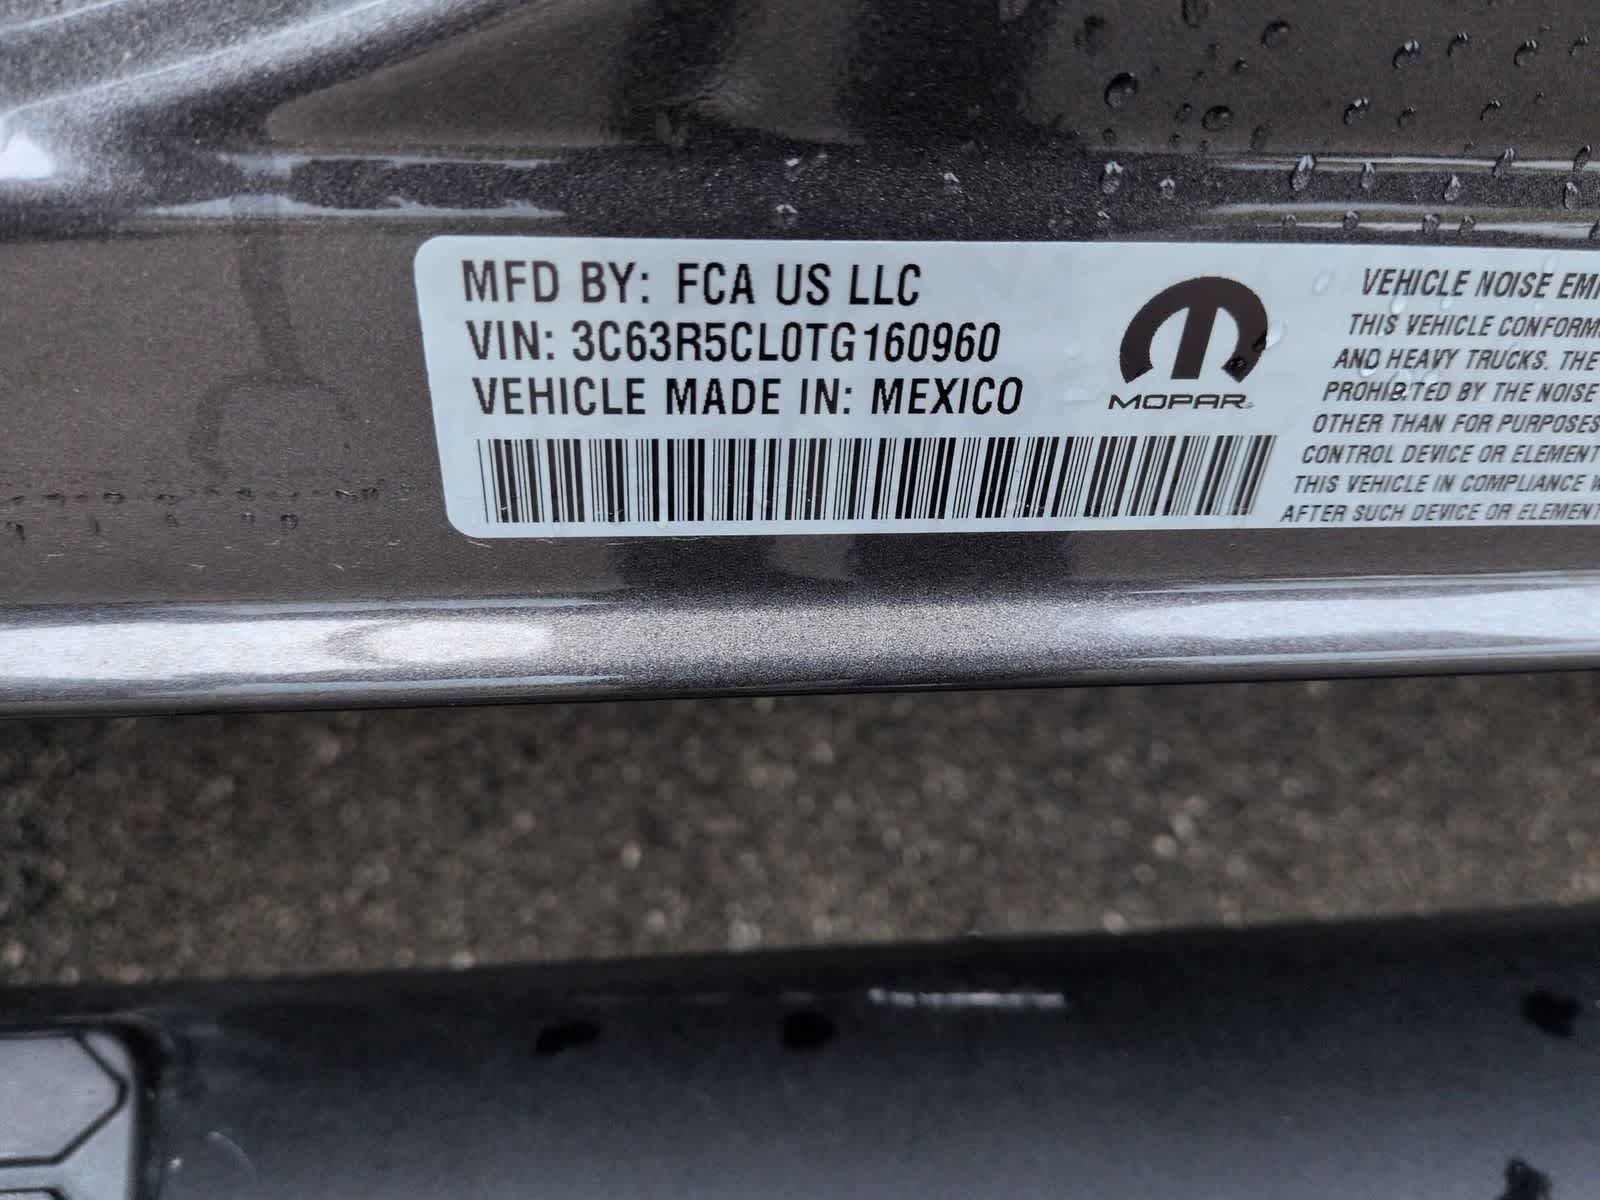 MFD BY: FCA US LLC
VIN: 3C63R5CL0TG160960
VEHICLE MADE IN: MEXICO
MOPAR
VEHICLE NOISE
THIS VEHICLE
AND HEAVY TRUCKS. THE
PROHIBITED BY THE NOISE
OTHER THAN FOR PURPOSES
CONTROL DEVICE OR ELEMENT
THIS VEHICLE IN COMPLIANCE
AFTER SUCH DEVICE OR ELEMENT